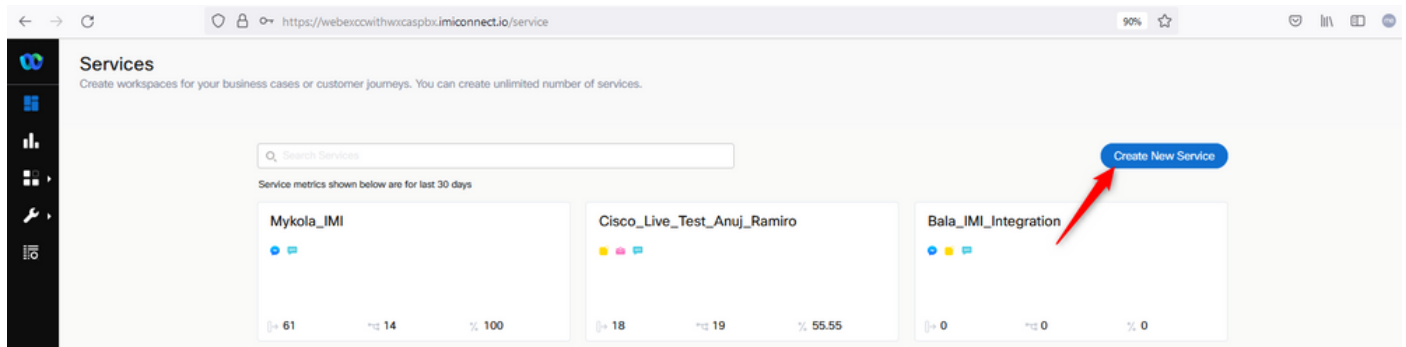 https://webexccwithwxcaspbx.imiconnect.io/service
90%
Services
Create workspaces for your business cases or customer journeys. You can create unlimited number of services.
Search Services
Create New Service
Service metrics shown below are for last 30 days
Mykola_IMI
Cisco_Live_Test_Anuj_Ramiro
Bala_IMI_Integration
61 14 % 100
18 19 % 55.55
0 0 % 0